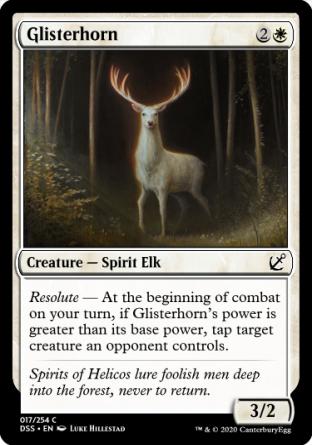 Glisterhorn 2
Creature — Spirit Elk
Resolute — At the beginning of combat
on your turn, if Glisterhorn's power is
greater than its base power, tap target
creature an opponent controls.
Spirits of Helicos lure foolish men deep
into the forest, never to return.
3/2
017/254 C
DSS • EN Luke Hillestad
™ & © 2020 CanterburyEgg